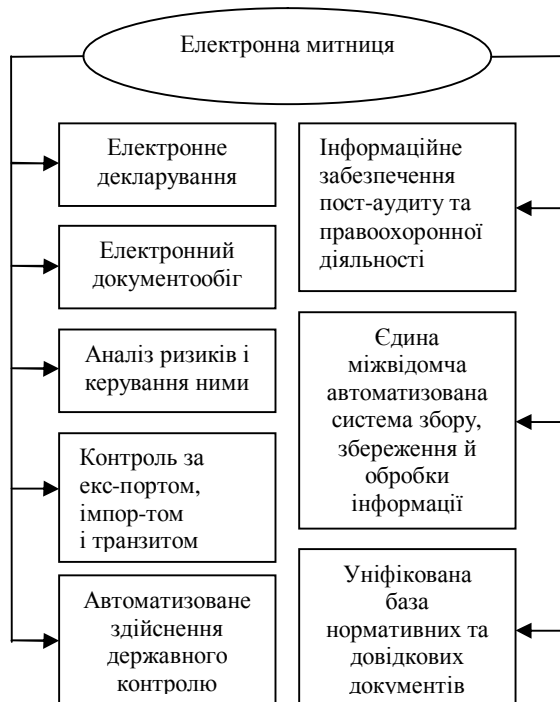 Електронна митниця
Електронне
декларування
Електронний
документообіг
Аналіз ризиків і
керування ними
Контроль за
екс-портом,
імпор-том
і транзитом
Автоматизоване
здійснення
державного
контролю
Інформаційне
забезпечення
пост-аудиту та
правоохоронної
діяльності
Єдина
міжвідомча
автоматизована
система збору,
збереження й
обробки
інформації
Уніфікована
база
нормативних та
довідкових
документів